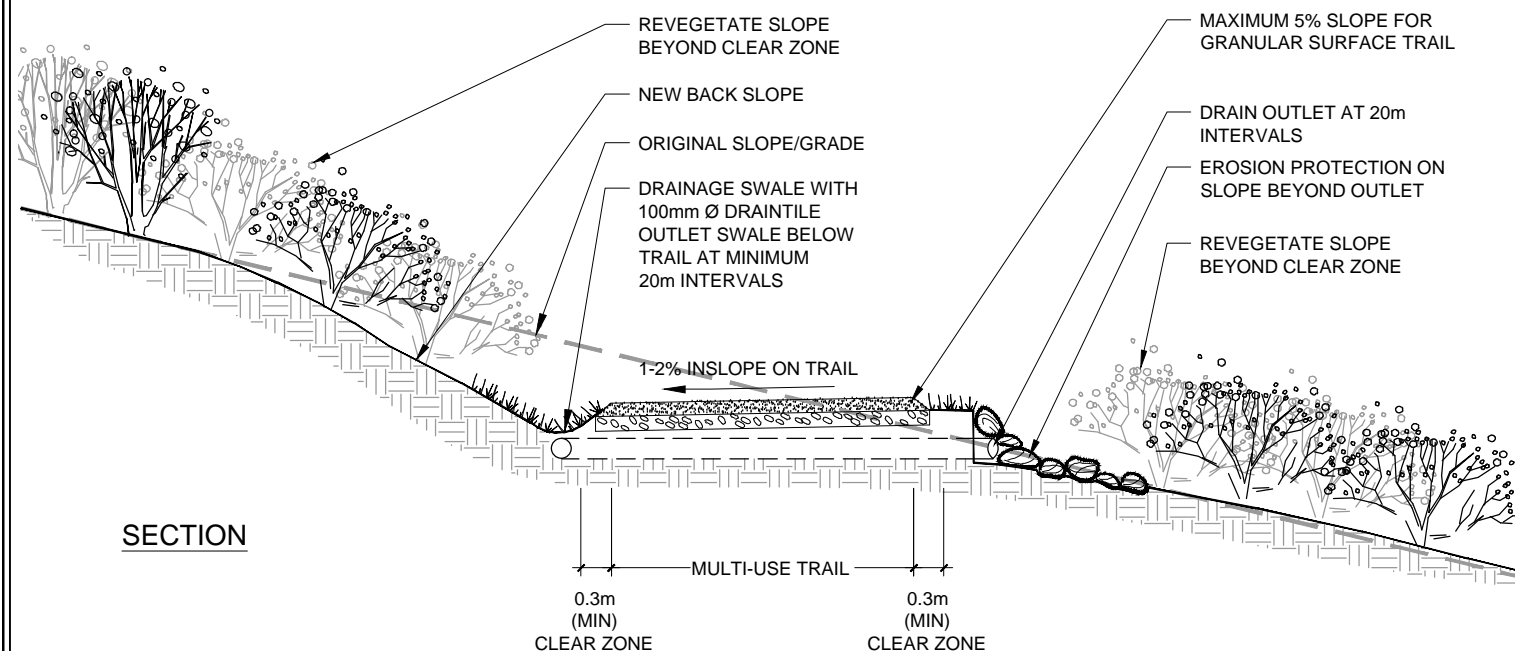 REVEGETATE SLOPE
BEYOND CLEAR ZONE
NEW BACK SLOPE
ORIGINAL SLOPE/GRADE
DRAINAGE SWALE WITH
100mm Ø DRAINTILE
OUTLET SWALE BELOW
TRAIL AT MINIMUM
20m INTERVALS
MAXIMUM 5% SLOPE FOR
GRANULAR SURFACE TRAIL
DRAIN OUTLET AT 20m
INTERVALS
EROSION PROTECTION ON
SLOPE BEYOND OUTLET
REVEGETATE SLOPE
BEYOND CLEAR ZONE
1-2% INSLOPE ON TRAIL
SECTION
MULTI-USE TRAIL
0.3m
(MIN)
CLEAR ZONE
0.3m
(MIN)
CLEAR ZONE